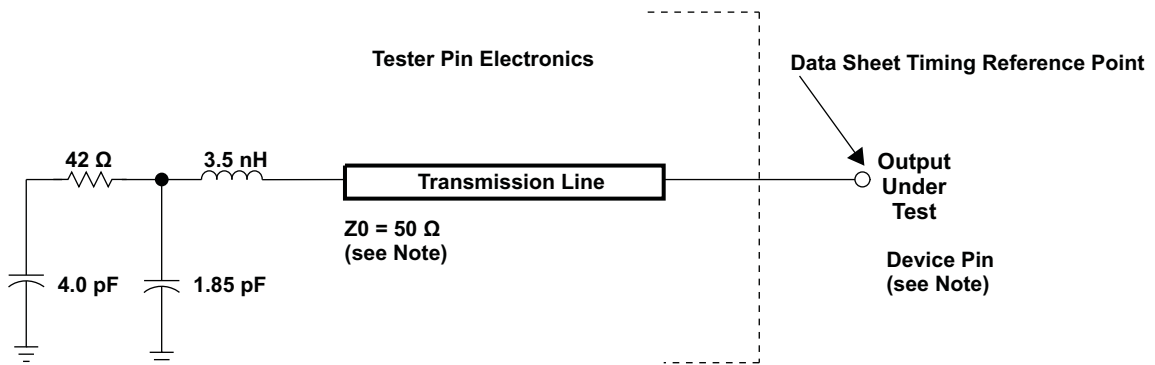 Tester Pin Electronics
Data Sheet Timing Reference Point
42 Ω
3.5 nH
Transmission Line
Output
Under
Test
Z0 = 50 Ω
(see Note)
Device Pin
(see Note)
4.0 pF
1.85 pF